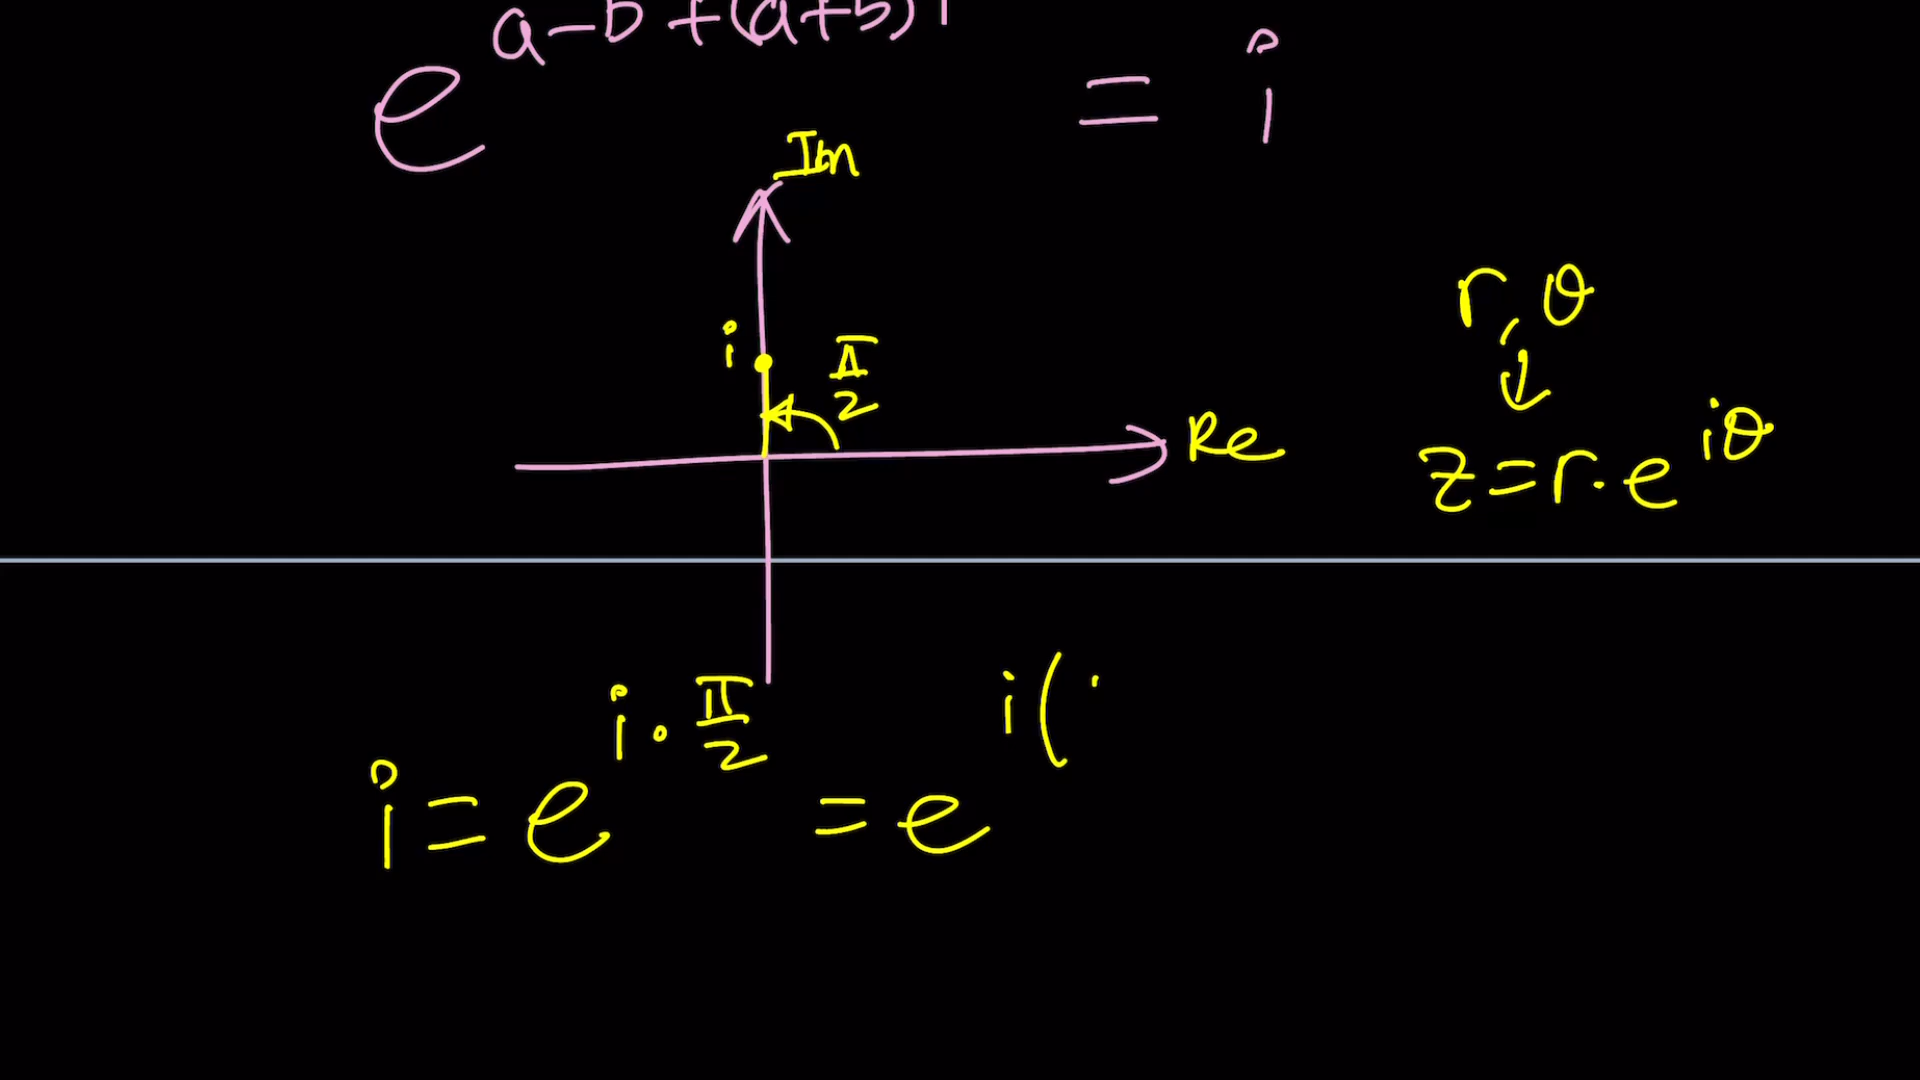 e^{a-b+(a+b)i} = i
Im
r, θ
i
π/2
Re
z = r · e^{iθ}
i = e^{i·π/2} = e^{i(